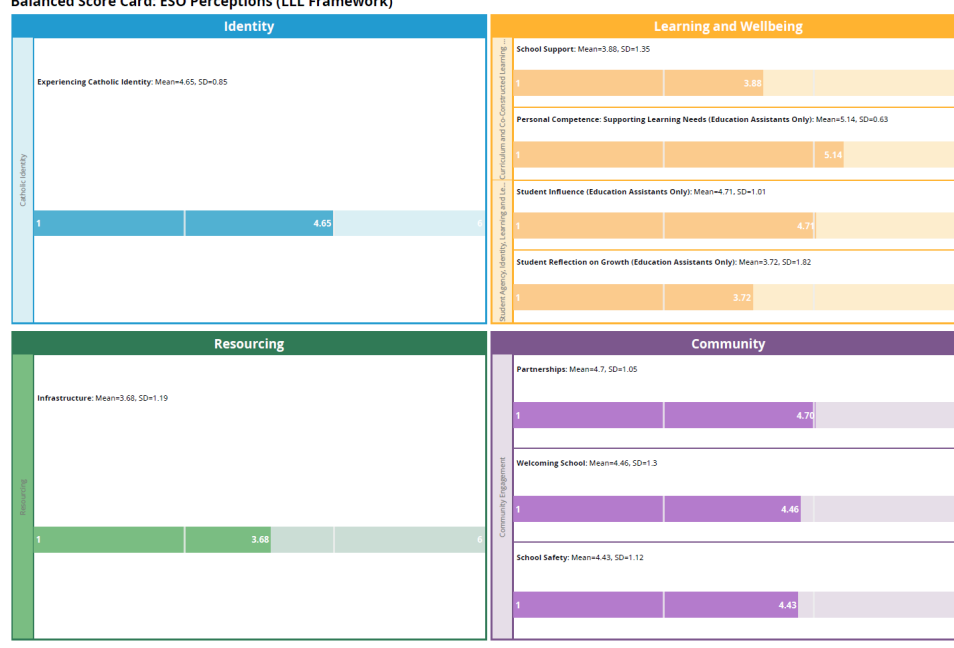 Balanced Score Card: ESO Perceptions (LLL Framework)
Identity
Catholic Identity
Experiencing Catholic Identity: Mean=4.65, SD=0.85
1 4.65 6
Learning and Wellbeing
Curriculum and Co-Constructed Learning ...
School Support: Mean=3.88, SD=1.35
1 3.88
Personal Competence: Supporting Learning Needs (Education Assistants Only): Mean=5.14, SD=0.63
1 5.14
Student Agency, Identity, Learning and Le...
Student Influence (Education Assistants Only): Mean=4.71, SD=1.01
1 4.71
Student Reflection on Growth (Education Assistants Only): Mean=3.72, SD=1.82
1 3.72
Resourcing
Resourcing
Infrastructure: Mean=3.68, SD=1.19
1 3.68 6
Community
Community Engagement
Partnerships: Mean=4.7, SD=1.05
1 4.70
Welcoming School: Mean=4.46, SD=1.3
1 4.46
School Safety: Mean=4.43, SD=1.12
1 4.43